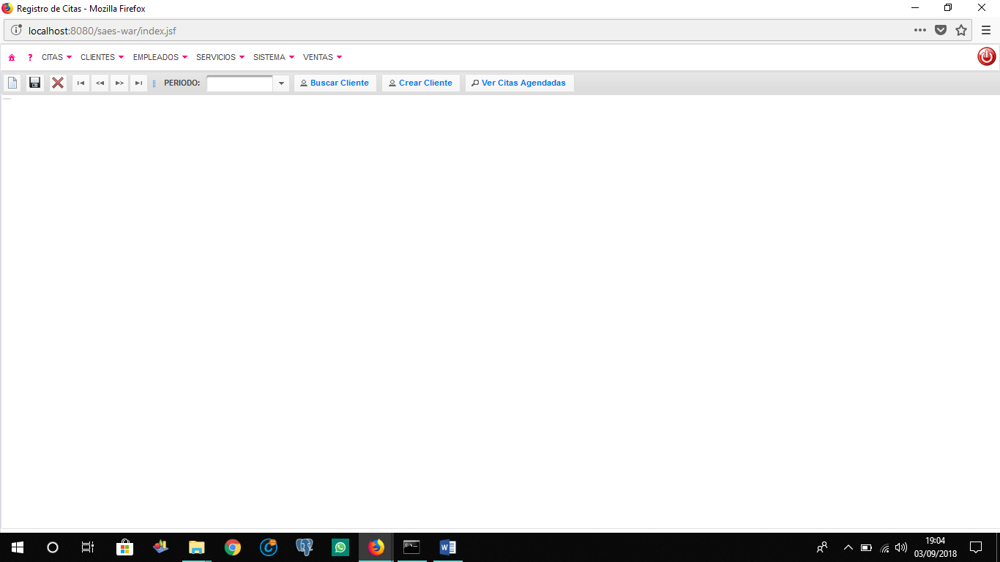 Registro de Citas - Mozilla Firefox
localhost:8080/saes-war/index.jsf
? CITAS CLIENTES EMPLEADOS SERVICIOS SISTEMA VENTAS
PERIODO: Buscar Cliente Crear Cliente Ver Citas Agendadas
19:04
03/09/2018